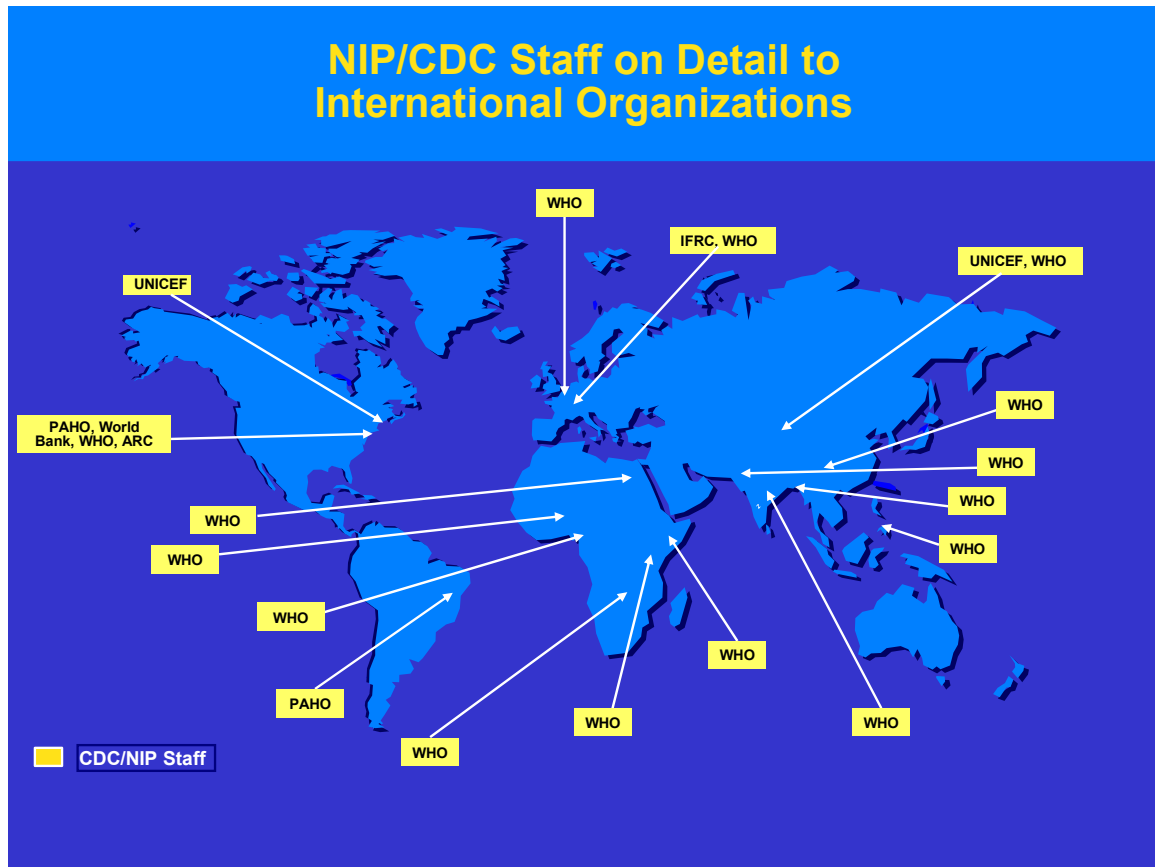 NIP/CDC Staff on Detail to
International Organizations
WHO
IFRC, WHO
UNICEF, WHO
UNICEF
WHO
PAHO, World
Bank, WHO, ARC
WHO
WHO
WHO
WHO
WHO
WHO
WHO
PAHO
WHO
WHO
WHO
WHO
CDC/NIP Staff